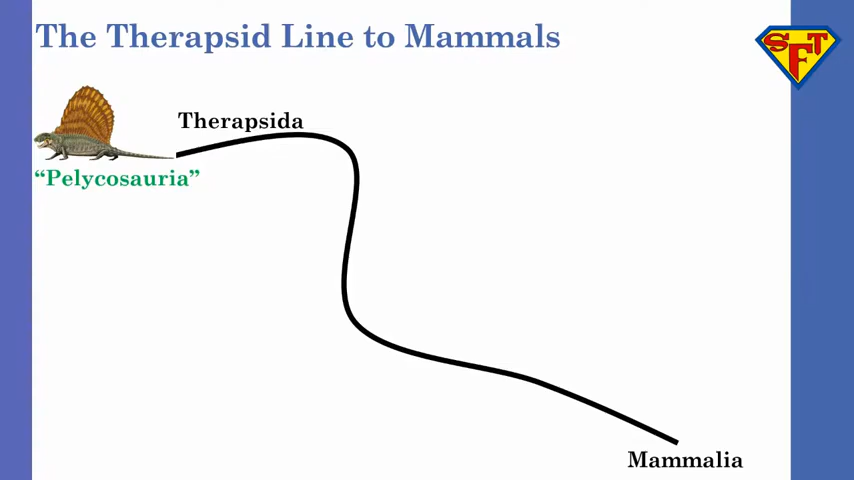 The Therapsid Line to Mammals
SFT
Therapsida
“Pelycosauria”
Mammalia